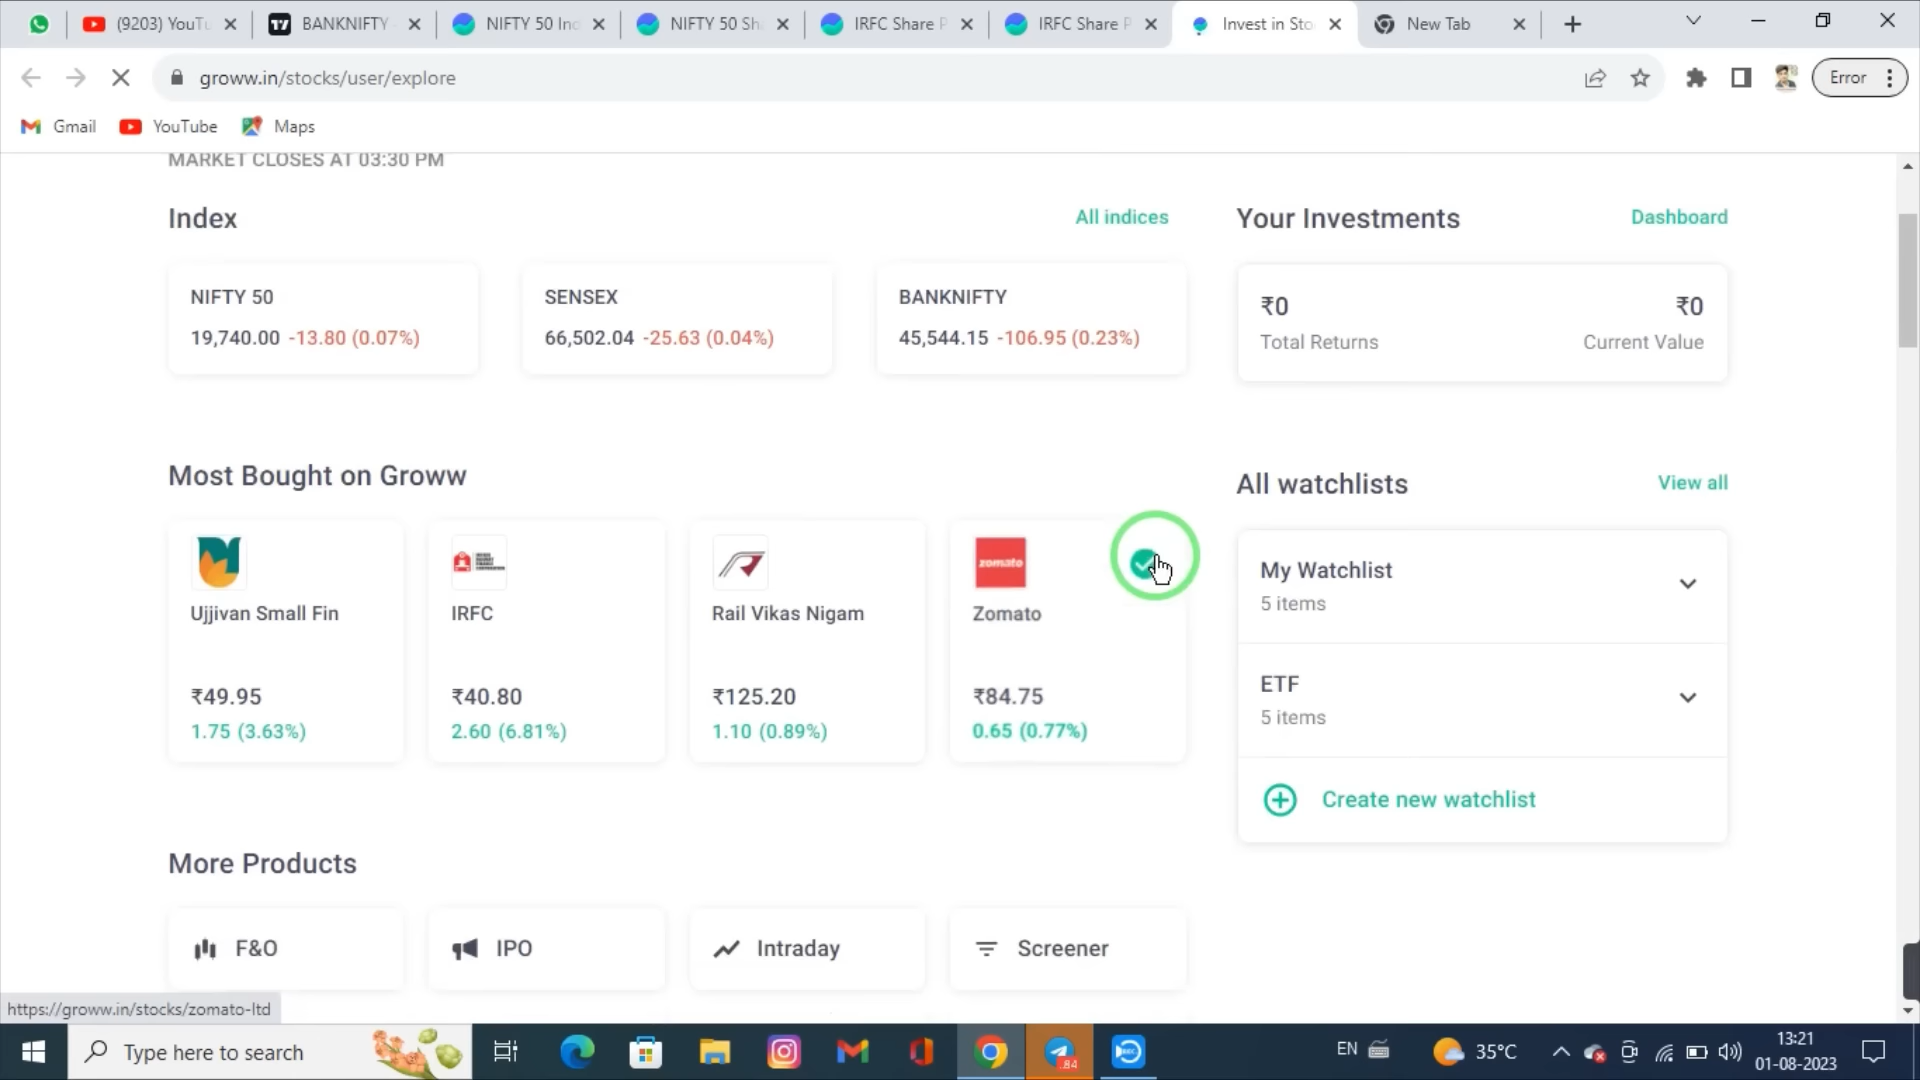 (9203) YouTu
BANKNIFTY
NIFTY 50 Ind
NIFTY 50 Sha
IRFC Share P
IRFC Share P
Invest in Sto
New Tab
groww.in/stocks/user/explore
Error
Gmail
YouTube
Maps
MARKET CLOSES AT 03:30 PM
Index
All indices
NIFTY 50
19,740.00 -13.80 (0.07%)
SENSEX
66,502.04 -25.63 (0.04%)
BANKNIFTY
45,544.15 -106.95 (0.23%)
Your Investments
Dashboard
₹0
₹0
Total Returns
Current Value
Most Bought on Groww
Ujjivan Small Fin
₹49.95
1.75 (3.63%)
IRFC
₹40.80
2.60 (6.81%)
Rail Vikas Nigam
₹125.20
1.10 (0.89%)
zomato
Zomato
₹84.75
0.65 (0.77%)
All watchlists
View all
My Watchlist
5 items
ETF
5 items
Create new watchlist
More Products
F&O
IPO
Intraday
Screener
https://groww.in/stocks/zomato-ltd
Type here to search
84
REC
EN
35°C
13:21
01-08-2023